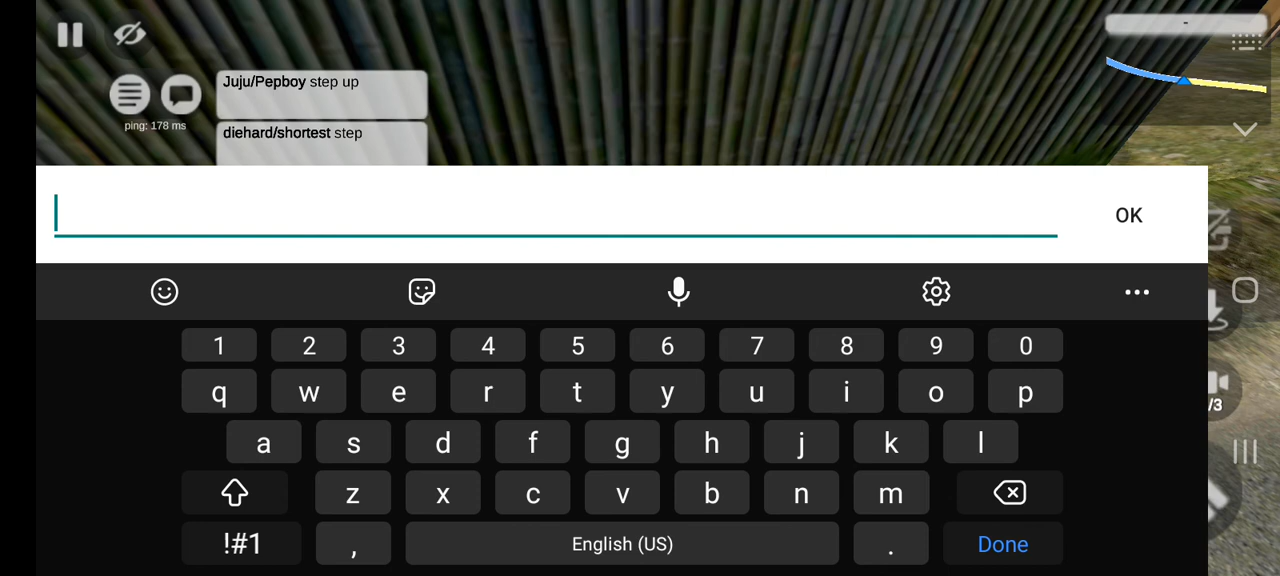 -
Juju/Pepboy step up
ping: 178 ms
diehard/shortest step
OK
1 2 3 4 5 6 7 8 9 0
q w e r t y u i o p
a s d f g h j k l
/3
z x c v b n m
!#1 , English (US) . Done